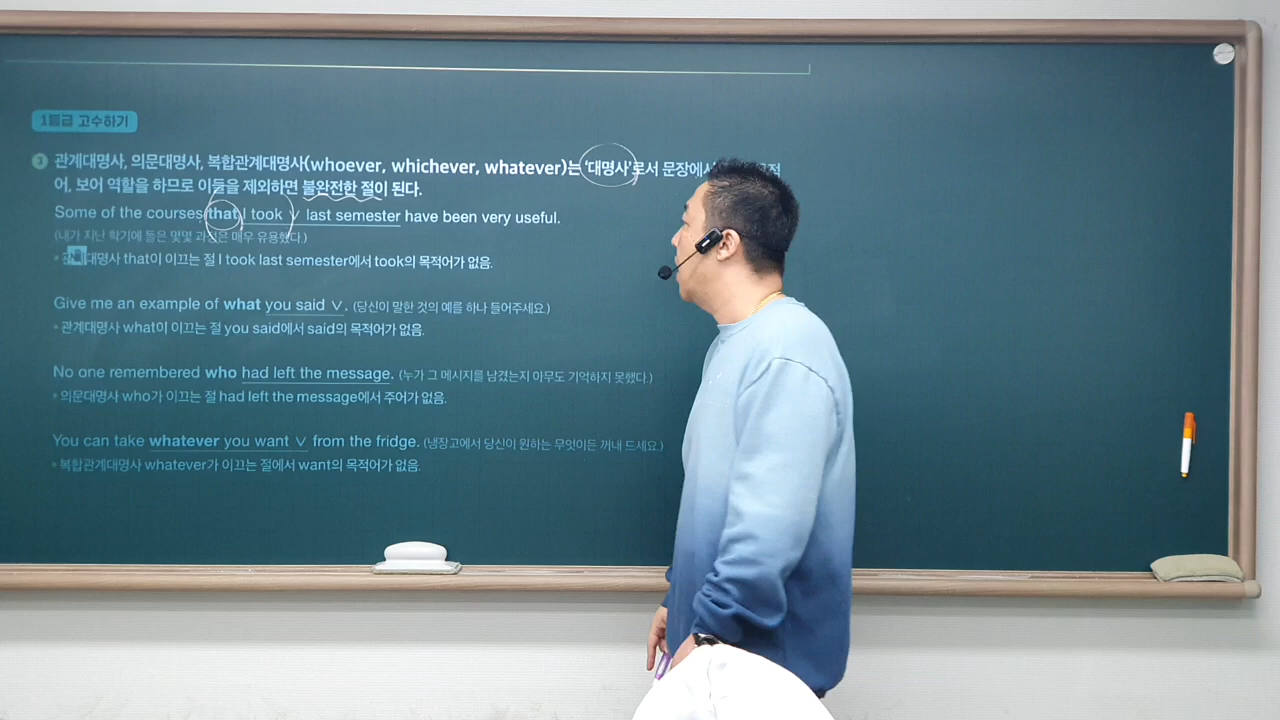 1등급 고수하기
관계대명사, 의문대명사, 복합관계대명사(whoever, whichever, whatever)는 ‘대명사’로서 문장에서
어, 보어 역할을 하므로 이들을 제외하면 불완전한 절이 된다.
Some of the courses that I took ∨ last semester have been very useful.
(내가 지난 학기에 들은 몇몇 과정은 매우 유용했다.)
대명사 that이 이끄는 절 I took last semester에서 took의 목적어가 없음.
Give me an example of what you said ∨. (당신이 말한 것의 예를 하나 들어주세요.)
• 관계대명사 what이 이끄는 절 you said에서 said의 목적어가 없음.
No one remembered who had left the message. (누가 그 메시지를 남겼는지 아무도 기억하지 못했다.)
• 의문대명사 who가 이끄는 절 had left the message에서 주어가 없음.
You can take whatever you want ∨ from the fridge. (냉장고에서 당신이 원하는 무엇이든 꺼내 드세요.)
• 복합관계대명사 whatever가 이끄는 절에서 want의 목적어가 없음.